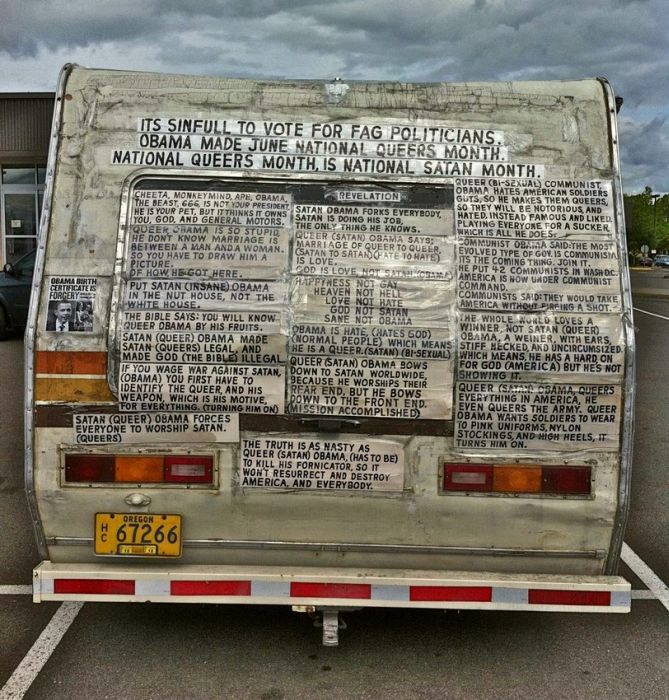 ITS SINFULL TO VOTE FOR FAG POLITICIANS.
OBAMA MADE JUNE NATIONAL QUEERS MONTH.
NATIONAL QUEERS MONTH, IS NATIONAL SATAN MONTH.
CHEETA, MONKEYMIND, APE, OBAMA,
THE BEAST, 666, IS NOT YOUR PRESIDENT
HE IS YOUR PET, BUT IT THINKS IT OWNS
YOU, GOD, AND GENERAL MOTORS.
QUEER OBAMA IS SO STUPID
HE DONT KNOW MARRIAGE IS
BETWEEN A MAN AND A WOMAN.
SO YOU HAVE TO DRAW HIM A
PICTURE.
OF HOW HE GOT HERE.
PUT SATAN (INSANE) OBAMA
IN THE NUT HOUSE, NOT THE
WHITE HOUSE.
THE BIBLE SAYS: YOU WILL KNOW
QUEER OBAMA BY HIS FRUITS.
SATAN (QUEER) OBAMA MADE
SATAN (QUEERS) LEGAL, AND
MADE GOD (THE BIBLE) ILLEGAL.
IF YOU WAGE WAR AGAINST SATAN,
(OBAMA) YOU FIRST HAVE TO
IDENTIFY THE QUEER, AND HIS
WEAPON, WHICH IS HIS MOTIVE,
FOR EVERYTHING. (TURNING HIM ON)
SATAN (QUEER) OBAMA FORCES
EVERYONE TO WORSHIP SATAN.
(QUEERS)
REVELATION
SATAN OBAMA FORKS EVERYBODY,
SATAN IS DOING HIS JOB,
THE ONLY THING HE KNOWS.
QUEER (SATAN) OBAMA SAYS;
MARRIAGE OF QUEER TO QUEER
(SATAN TO SATAN) (HATE TO HATE)
IS LOVE.
GOD IS LOVE, NOT SATAN (OBAMA)
HAPPYNESS NOT GAY
HEAVEN NOT HELL
LOVE NOT HATE
GOD NOT SATAN
SANE NOT OBAMA
OBAMA IS HATE, (HATES GOD)
(NORMAL PEOPLE) WHICH MEANS
HE IS A QUEER. (SATAN) (BI-SEXUAL)
QUEER (SATAN) OBAMA BOWS
DOWN TO SATAN WORLDWIDE,
BECAUSE HE WORSHIPS THEIR
REAR END, BUT HE BOWS
DOWN TO THE FRONT END.
(MISSION ACCOMPLISHED)
THE TRUTH IS AS NASTY AS
QUEER (SATAN) OBAMA, (HAS TO BE)
TO KILL HIS FORNICATOR, SO IT
WON'T RESURRECT AND DESTROY
AMERICA, AND EVERYBODY.
QUEER (BI-SEXUAL) COMMUNIST,
OBAMA HATES AMERICAN SOLDIERS
GUTS, SO HE MAKES THEM QUEERS,
SO THEY WILL BE NOTORIOUS, AND
HATED, INSTEAD FAMOUS AND LIKED.
PLAYING EVERYONE FOR A SUCKER,
WHICH IS ALL HE DOES.
COMMUNIST OBAMA SAID: THE MOST
EVOLVED TYPE OF GOV. IS COMMUNISM
ITS THE COMING THING, JOIN IT.
HE PUT 42 COMMUNISTS IN WASH DC.
AMERICA IS NOW UNDER COMMUNIST
COMMAND.
COMMUNISTS SAID: THEY WOULD TAKE
AMERICA WITHOUT FIREING A SHOT.
THE WHOLE WORLD LOVES A
WINNER, NOT SATAN (QUEER)
OBAMA, A WEINER, WITH EARS,
STIFF NECKED, AND UNCIRCUMSIZED.
WHICH MEANS, HE HAS A HARD ON
FOR GOD (AMERICA) BUT HE'S NOT
SHOWING IT.
QUEER (SATAN) OBAMA, QUEERS
EVERYTHING IN AMERICA, HE
EVEN QUEERS THE ARMY. QUEER
OBAMA WANTS SOLDIERS TO WEAR
TO PINK UNIFORMS, NYLON
STOCKINGS, AND HIGH HEELS, IT
TURNS HIM ON.
OBAMA BIRTH
CERTIFICATE IS
FORGERY
OREGON
HC 67266